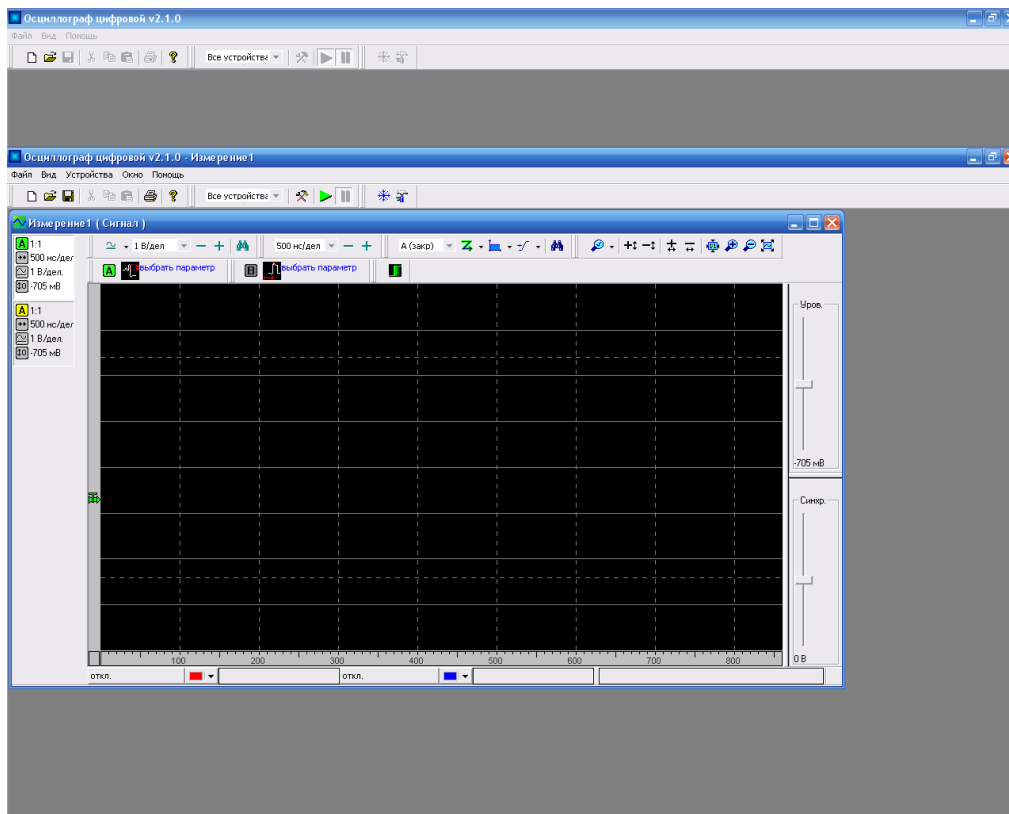 Осциллограф цифровой v2.1.0
Файл Вид Помощь
Все устройства
Осциллограф цифровой v2.1.0 - Измерение1
Файл Вид Устройства Окно Помощь
Все устройства
Измерение1 ( Сигнал )
A 1:1
500 нс/дел
1 В/дел.
-705 мВ
A 1:1
500 нс/дел
1 В/дел.
-705 мВ
1 В/дел 500 нс/дел A (закр)
A выбрать параметр B выбрать параметр
Уров.
-705 мВ
Синхр.
0 В
100 200 300 400 500 600 700 800
откл. откл.